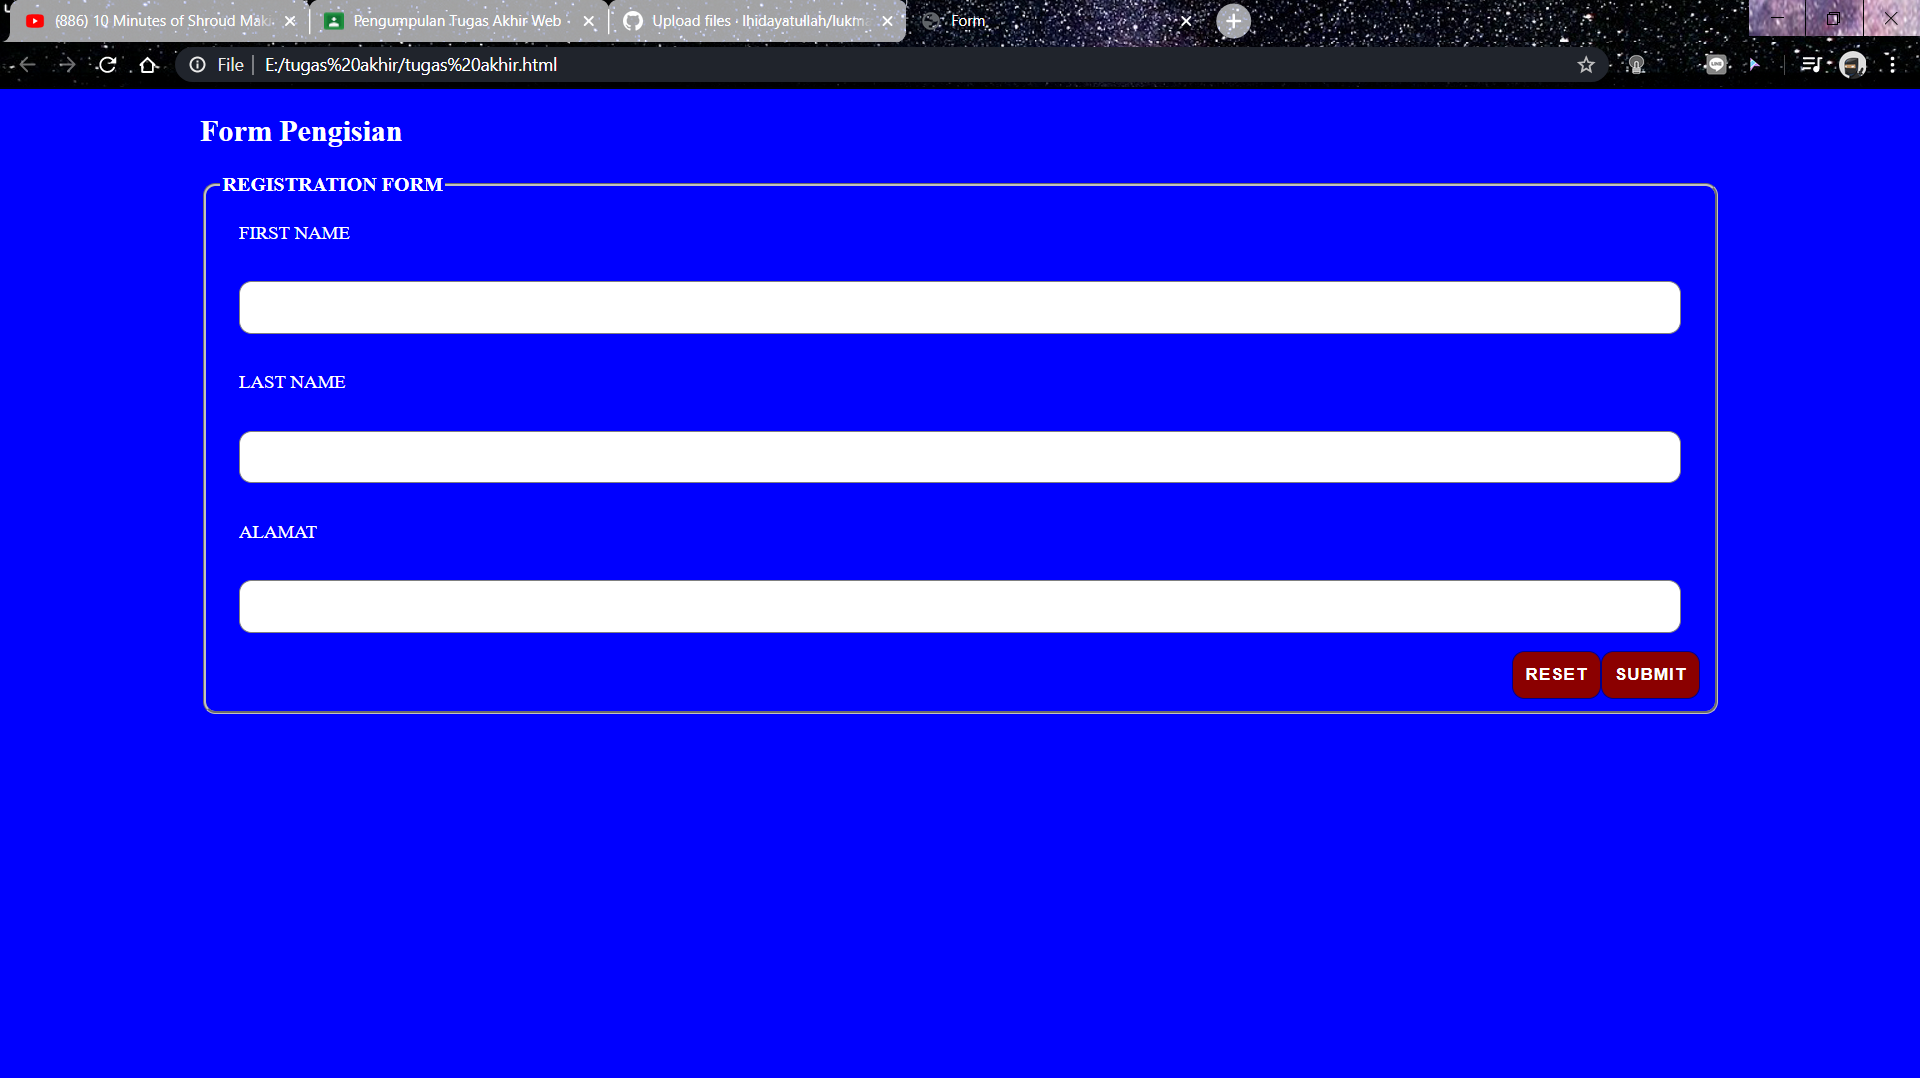 (886) 10 Minutes of Shroud Mak
Pengumpulan Tugas Akhir Web
Upload files · lhidayatullah/lukm
Form
File
E:/tugas%20akhir/tugas%20akhir.html
Form Pengisian
REGISTRATION FORM
FIRST NAME
LAST NAME
ALAMAT
RESET
SUBMIT